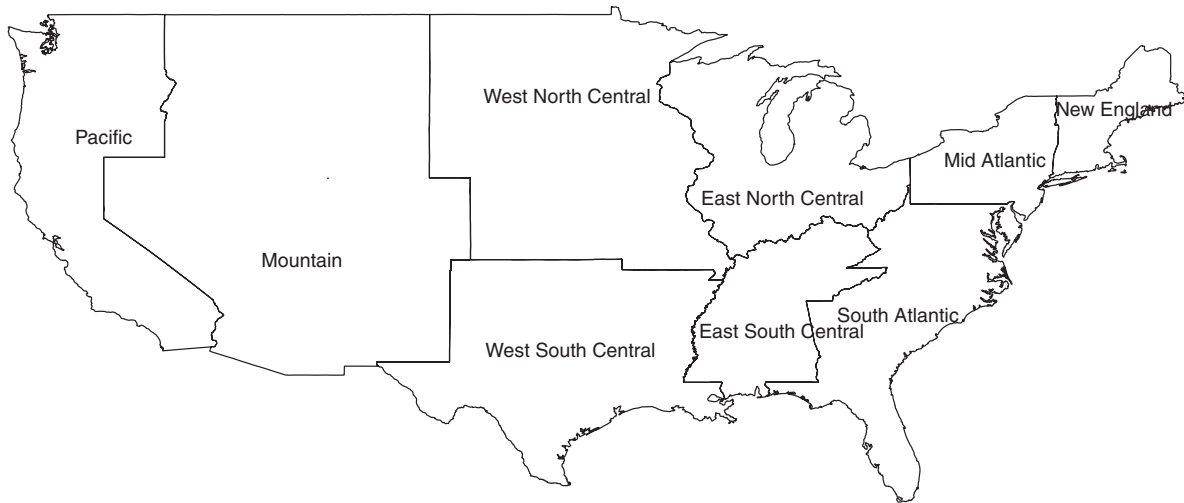 West North Central
New England
Pacific
Mid Atlantic
East North Central
Mountain
South Atlantic
East South Central
West South Central